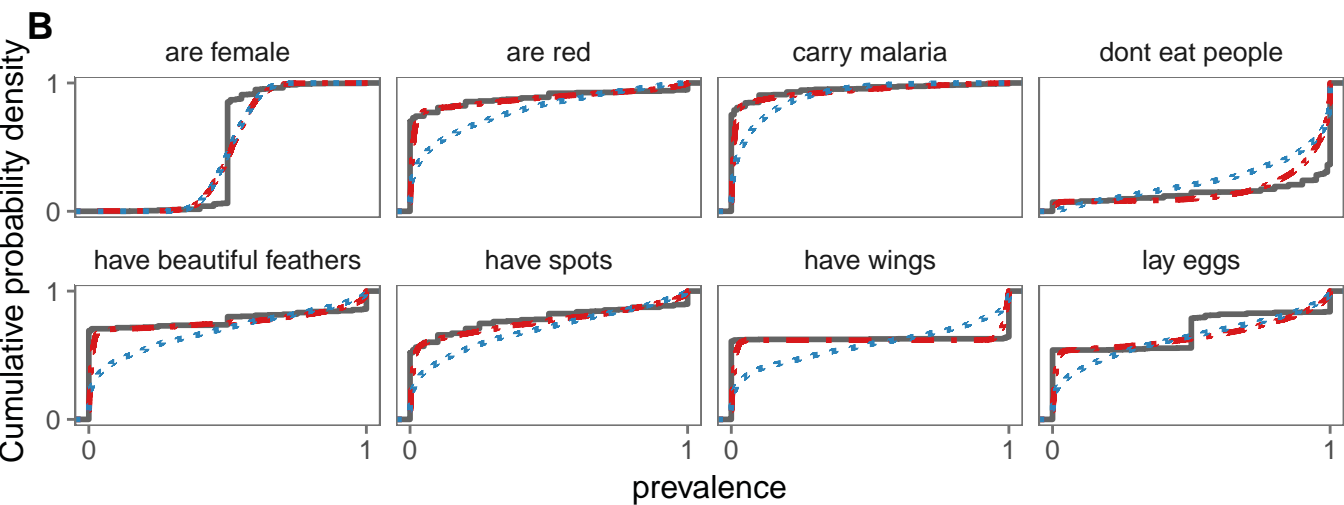 B
are female are red carry malaria dont eat people
Cumulative probability density
1
0
have beautiful feathers have spots have wings lay eggs
1
0
0 1 0 1 0 1 0 1
prevalence